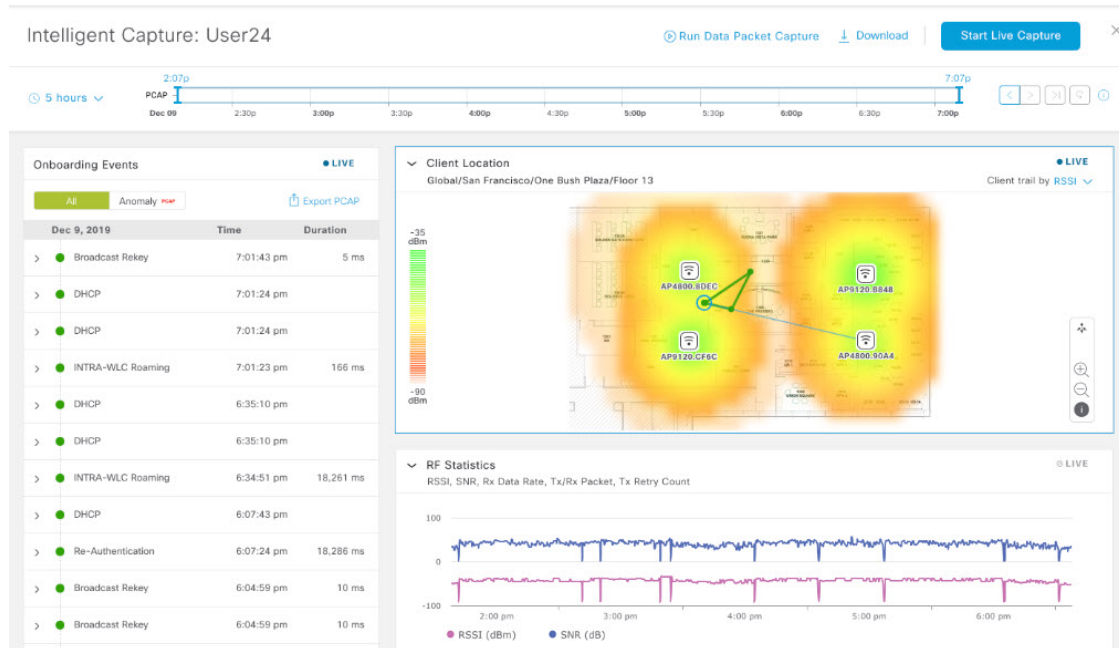 Intelligent Capture: User24
Run Data Packet Capture
Download
Start Live Capture
5 hours
2:07p
7:07p
PCAP
Dec 09 2:30p 3:00p 3:30p 4:00p 4:30p 5:00p 5:30p 6:00p 6:30p 7:00p
Onboarding Events
LIVE
All
Anomaly PCAP
Export PCAP
Dec 9, 2019 Time Duration
Broadcast Rekey 7:01:43 pm 5 ms
DHCP 7:01:24 pm
DHCP 7:01:24 pm
INTRA-WLC Roaming 7:01:23 pm 166 ms
DHCP 6:35:10 pm
DHCP 6:35:10 pm
INTRA-WLC Roaming 6:34:51 pm 18,261 ms
DHCP 6:07:43 pm
Re-Authentication 6:07:24 pm 18,286 ms
Broadcast Rekey 6:04:59 pm 10 ms
Broadcast Rekey 6:04:59 pm 10 ms
Client Location
LIVE
Global/San Francisco/One Bush Plaza/Floor 13
Client trail by RSSI
-35
dBm
-90
dBm
AP4800.8DEC
AP9120.B848
AP9120.CF6C
AP4800.90A4
RF Statistics
LIVE
RSSI, SNR, Rx Data Rate, Tx/Rx Packet, Tx Retry Count
100
0
-100
2:00 pm 3:00 pm 4:00 pm 5:00 pm 6:00 pm
RSSI (dBm) SNR (dB)